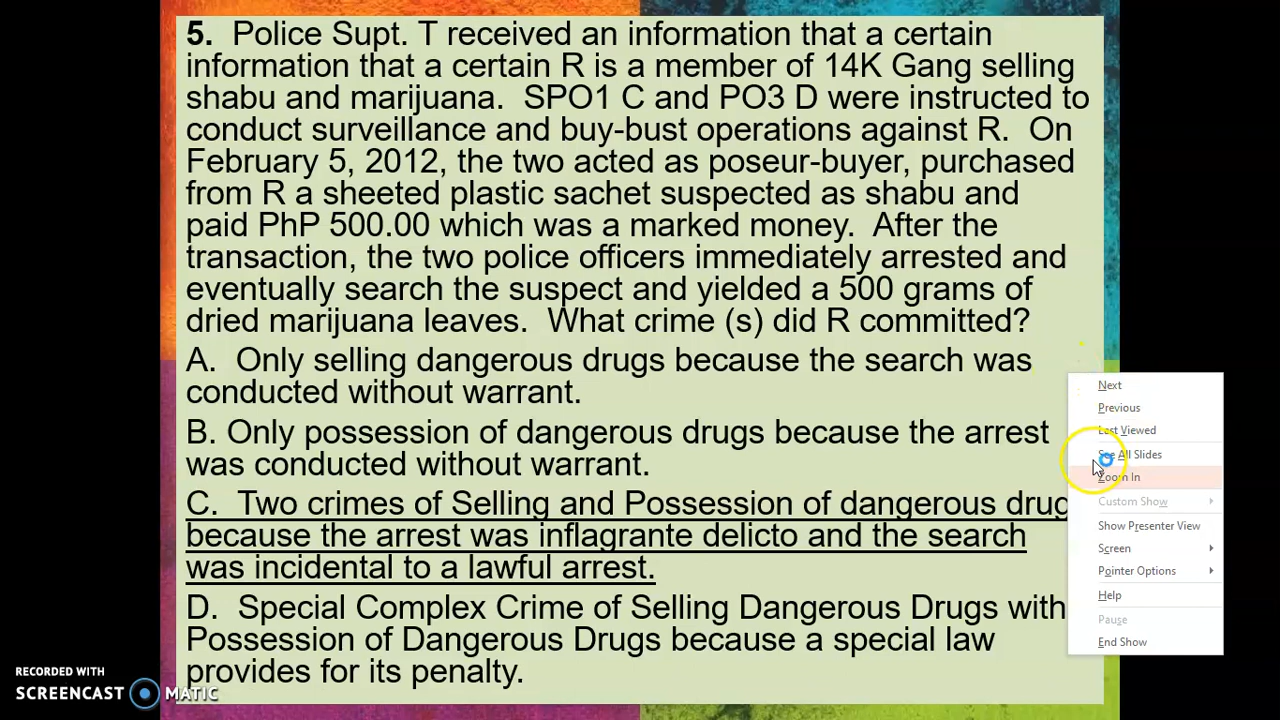 5. Police Supt. T received an information that a certain
information that a certain R is a member of 14K Gang selling
shabu and marijuana. SPO1 C and PO3 D were instructed to
conduct surveillance and buy-bust operations against R. On
February 5, 2012, the two acted as poseur-buyer, purchased
from R a sheeted plastic sachet suspected as shabu and
paid PhP 500.00 which was a marked money. After the
transaction, the two police officers immediately arrested and
eventually search the suspect and yielded a 500 grams of
dried marijuana leaves. What crime (s) did R committed?
A. Only selling dangerous drugs because the search was
conducted without warrant.
B. Only possession of dangerous drugs because the arrest
was conducted without warrant.
C. Two crimes of Selling and Possession of dangerous drug
because the arrest was inflagrante delicto and the search
was incidental to a lawful arrest.
D. Special Complex Crime of Selling Dangerous Drugs with
Possession of Dangerous Drugs because a special law
provides for its penalty.
Next
Previous
Last Viewed
See All Slides
Zoom In
Custom Show
Show Presenter View
Screen
Pointer Options
Help
Pause
End Show
RECORDED WITH
SCREENCAST MATIC